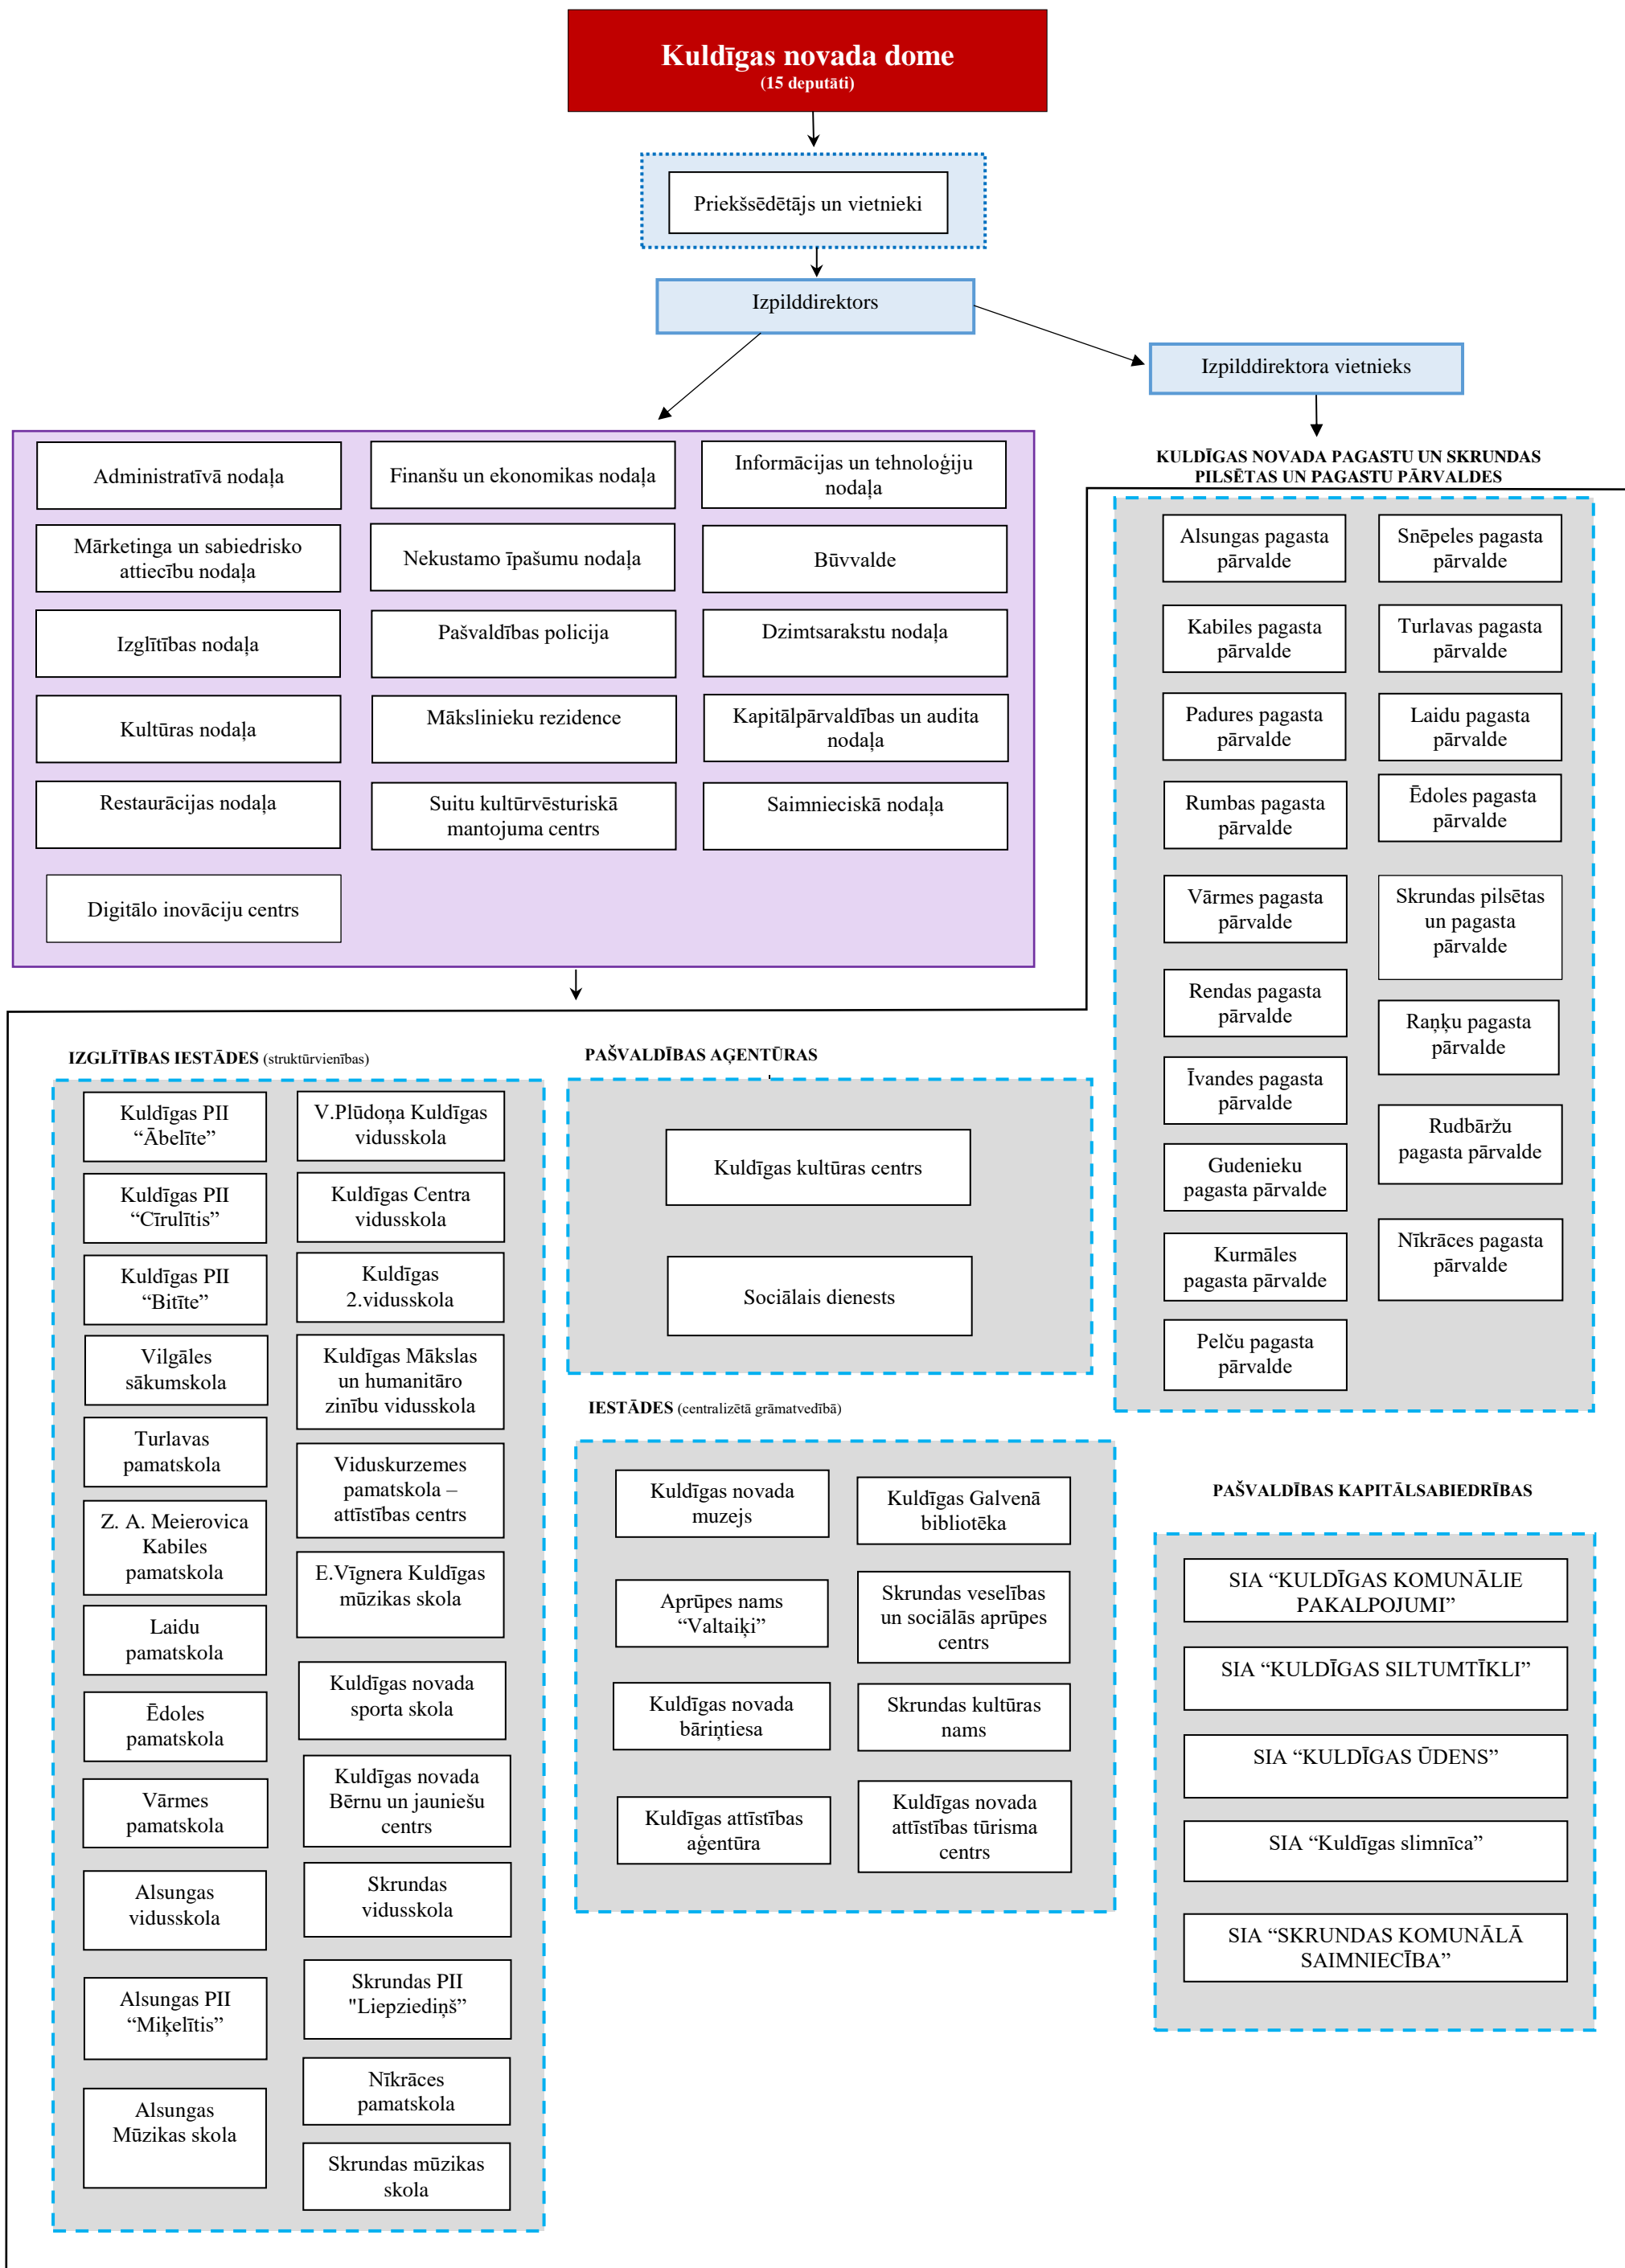 Kuldīgas novada dome
(15 deputāti)
Priekšsēdētājs un vietnieki
Izpilddirektors
Izpilddirektora vietnieks
Administratīvā nodaļa
Finanšu un ekonomikas nodaļa
Informācijas un tehnoloģiju
nodaļa
Mārketinga un sabiedrisko
attiecību nodaļa
Nekustamo īpašumu nodaļa
Būvvalde
Izglītības nodaļa
Pašvaldības policija
Dzimtsarakstu nodaļa
Kultūras nodaļa
Mākslinieku rezidence
Kapitālpārvaldības un audita
nodaļa
Restaurācijas nodaļa
Suitu kultūrvēsturiskā
mantojuma centrs
Saimnieciskā nodaļa
Digitālo inovāciju centrs
KULDĪGAS NOVADA PAGASTU UN SKRUNDAS
PILSĒTAS UN PAGASTU PĀRVALDES
Alsungas pagasta
pārvalde
Snēpeles pagasta
pārvalde
Kabiles pagasta
pārvalde
Turlavas pagasta
pārvalde
Padures pagasta
pārvalde
Laidu pagasta
pārvalde
Rumbas pagasta
pārvalde
Ēdoles pagasta
pārvalde
Vārmes pagasta
pārvalde
Skrundas pilsētas
un pagasta
pārvalde
Rendas pagasta
pārvalde
Raņķu pagasta
pārvalde
Īvandes pagasta
pārvalde
Rudbāržu
pagasta pārvalde
Gudenieku
pagasta pārvalde
Kurmāles
pagasta pārvalde
Nīkrāces pagasta
pārvalde
Pelču pagasta
pārvalde
IZGLĪTĪBAS IESTĀDES (struktūrvienības)
Kuldīgas PII
“Ābelīte”
V.Plūdoņa Kuldīgas
vidusskola
Kuldīgas PII
“Cīrulītis”
Kuldīgas Centra
vidusskola
Kuldīgas PII
“Bitīte”
Kuldīgas
2.vidusskola
Vilgāles
sākumskola
Kuldīgas Mākslas
un humanitāro
zinību vidusskola
Turlavas
pamatskola
Viduskurzemes
pamatskola –
attīstības centrs
Z. A. Meierovica
Kabiles
pamatskola
E.Vīgnera Kuldīgas
mūzikas skola
Laidu
pamatskola
Kuldīgas novada
sporta skola
Ēdoles
pamatskola
Kuldīgas novada
Bērnu un jauniešu
centrs
Vārmes
pamatskola
Skrundas
vidusskola
Alsungas
vidusskola
Skrundas PII
"Liepziediņš”
Alsungas PII
“Miķelītis”
Nīkrāces
pamatskola
Alsungas
Mūzikas skola
Skrundas mūzikas
skola
PAŠVALDĪBAS AĢENTŪRAS
Kuldīgas kultūras centrs
Sociālais dienests
IESTĀDES (centralizētā grāmatvedībā)
Kuldīgas novada
muzejs
Kuldīgas Galvenā
bibliotēka
Aprūpes nams
“Valtaiķi”
Skrundas veselības
un sociālās aprūpes
centrs
Kuldīgas novada
bāriņtiesa
Skrundas kultūras
nams
Kuldīgas attīstības
aģentūra
Kuldīgas novada
attīstības tūrisma
centrs
PAŠVALDĪBAS KAPITĀLSABIEDRĪBAS
SIA “KULDĪGAS KOMUNĀLIE
PAKALPOJUMI”
SIA “KULDĪGAS SILTUMTĪKLI”
SIA “KULDĪGAS ŪDENS”
SIA “Kuldīgas slimnīca”
SIA “SKRUNDAS KOMUNĀLĀ
SAIMNIECĪBA”